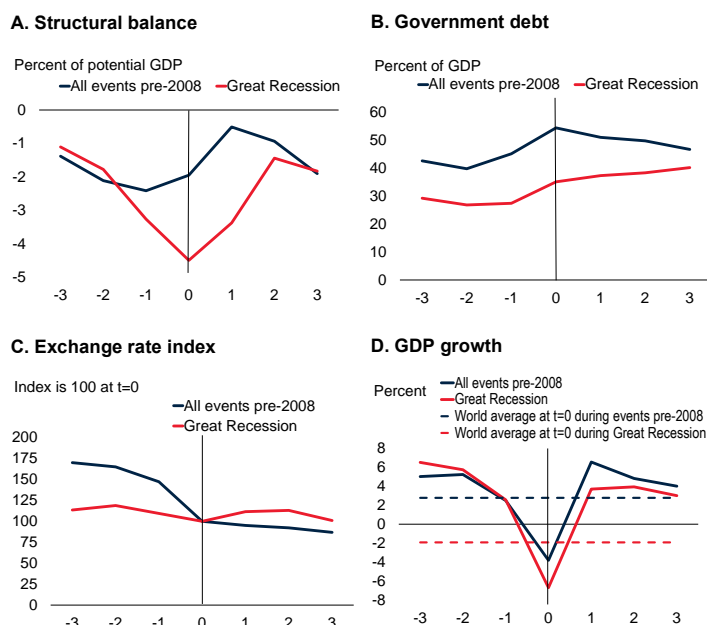 A. Structural balance
Percent of potential GDP
All events pre-2008 Great Recession
0
-1
-2
-3
-4
-5
-3 -2 -1 0 1 2 3
B. Government debt
Percent of GDP
All events pre-2008 Great Recession
60
50
40
30
20
10
0
-3 -2 -1 0 1 2 3
C. Exchange rate index
Index is 100 at t=0
All events pre-2008
Great Recession
200
175
150
125
100
75
50
25
0
-3 -2 -1 0 1 2 3
D. GDP growth
Percent
All events pre-2008
Great Recession
World average at t=0 during events pre-2008
World average at t=0 during Great Recession
8
6
4
2
0
-2
-4
-6
-8
-3 -2 -1 0 1 2 3